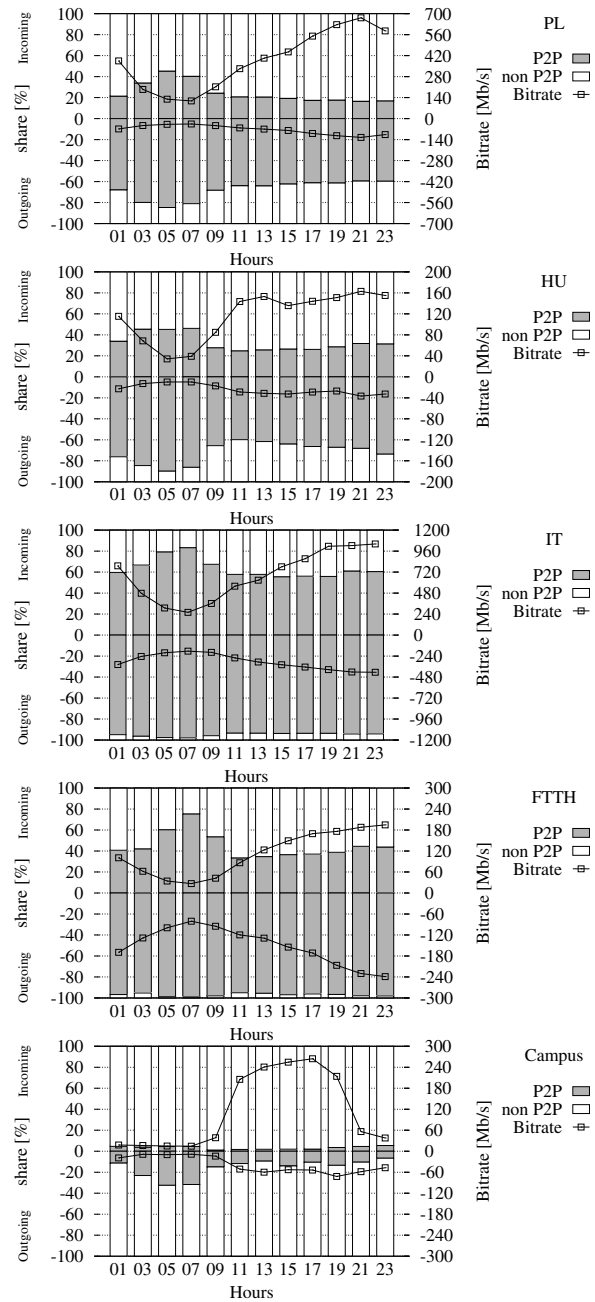 PL
P2P
non P2P
Bitrate
Incoming
share [%]
Outgoing
100
80
60
40
20
0
-20
-40
-60
-80
-100
700
560
420
280
140
0
-140
-280
-420
-560
-700
Bitrate [Mb/s]
01 03 05 07 09 11 13 15 17 19 21 23
Hours
HU
P2P
non P2P
Bitrate
Incoming
share [%]
Outgoing
100
80
60
40
20
0
-20
-40
-60
-80
-100
200
160
120
80
40
0
-40
-80
-120
-160
-200
Bitrate [Mb/s]
01 03 05 07 09 11 13 15 17 19 21 23
Hours
IT
P2P
non P2P
Bitrate
Incoming
share [%]
Outgoing
100
80
60
40
20
0
-20
-40
-60
-80
-100
1200
960
720
480
240
0
-240
-480
-720
-960
-1200
Bitrate [Mb/s]
01 03 05 07 09 11 13 15 17 19 21 23
Hours
FTTH
P2P
non P2P
Bitrate
Incoming
share [%]
Outgoing
100
80
60
40
20
0
-20
-40
-60
-80
-100
300
240
180
120
60
0
-60
-120
-180
-240
-300
Bitrate [Mb/s]
01 03 05 07 09 11 13 15 17 19 21 23
Hours
Campus
P2P
non P2P
Bitrate
Incoming
share [%]
Outgoing
100
80
60
40
20
0
-20
-40
-60
-80
-100
300
240
180
120
60
0
-60
-120
-180
-240
-300
Bitrate [Mb/s]
01 03 05 07 09 11 13 15 17 19 21 23
Hours